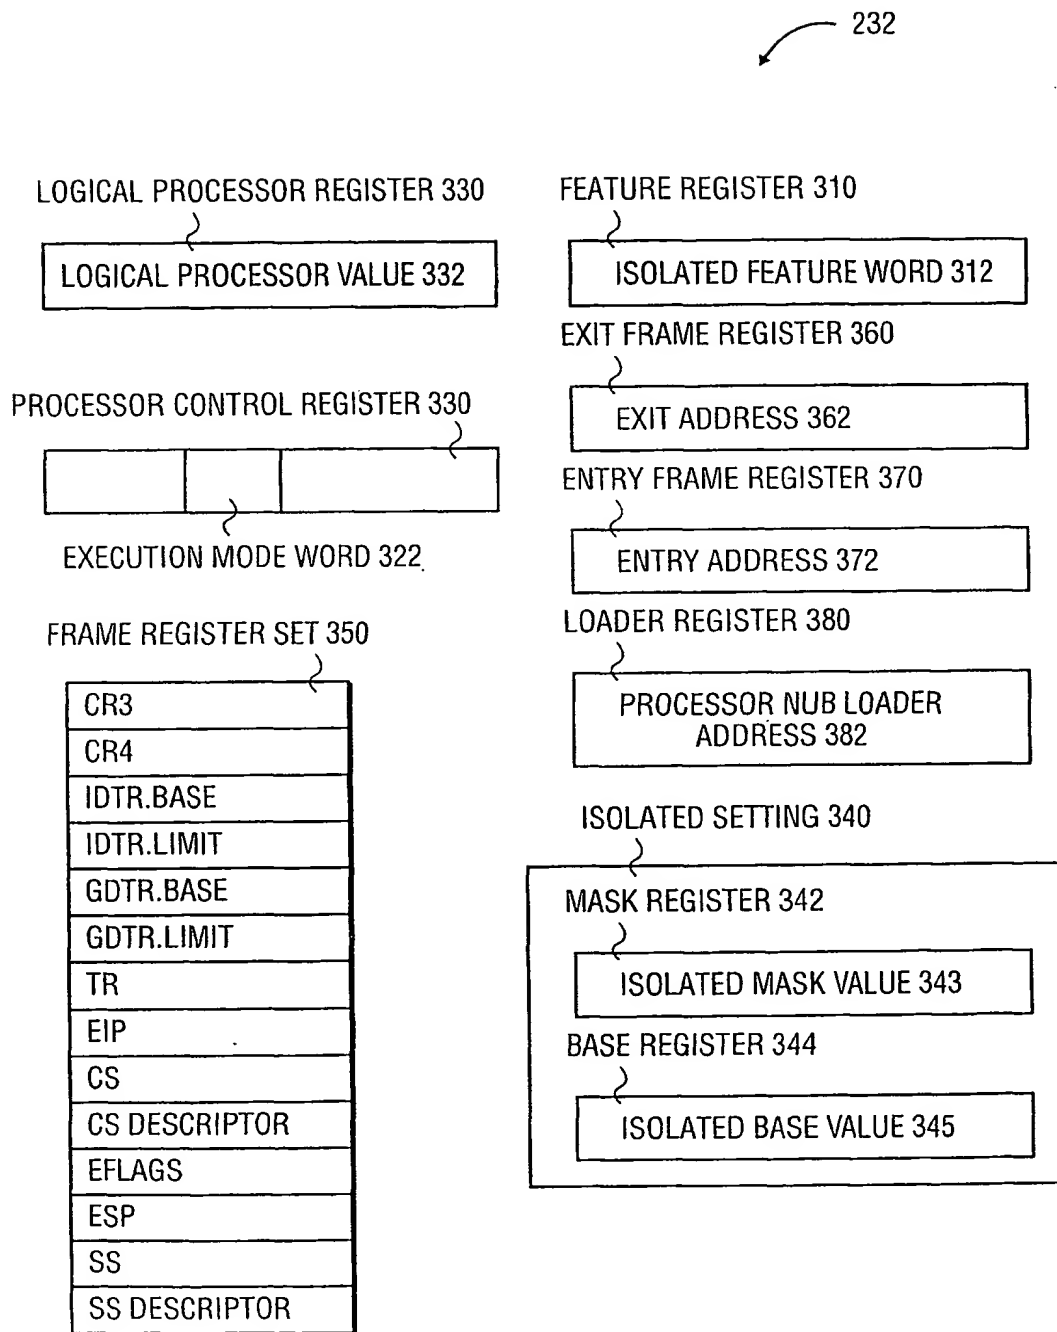 232
LOGICAL PROCESSOR REGISTER 330
LOGICAL PROCESSOR VALUE 332
PROCESSOR CONTROL REGISTER 330
EXECUTION MODE WORD 322
FRAME REGISTER SET 350
CR3
CR4
IDTR.BASE
IDTR.LIMIT
GDTR.BASE
GDTR.LIMIT
TR
EIP
CS
CS DESCRIPTOR
EFLAGS
ESP
SS
SS DESCRIPTOR
FEATURE REGISTER 310
ISOLATED FEATURE WORD 312
EXIT FRAME REGISTER 360
EXIT ADDRESS 362
ENTRY FRAME REGISTER 370
ENTRY ADDRESS 372
LOADER REGISTER 380
PROCESSOR NUB LOADER
ADDRESS 382
ISOLATED SETTING 340
MASK REGISTER 342
ISOLATED MASK VALUE 343
BASE REGISTER 344
ISOLATED BASE VALUE 345